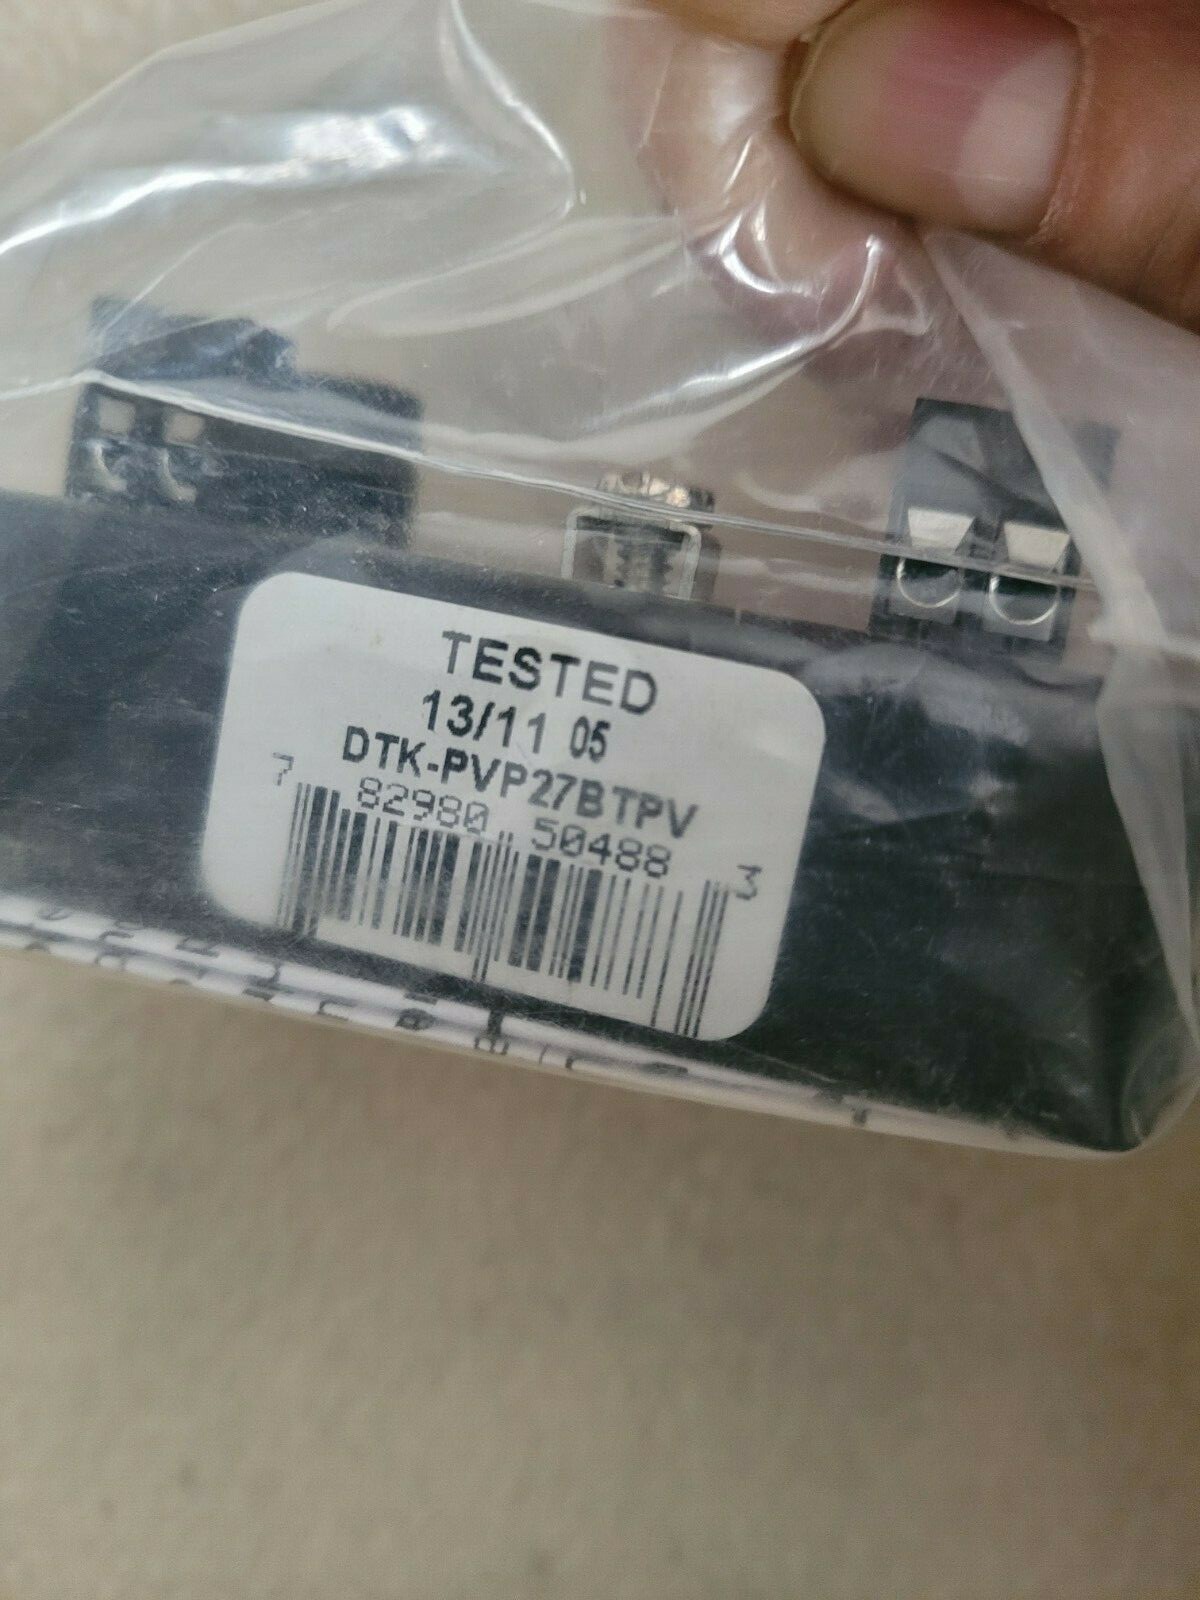 TESTED
13/11 05
DTK-PVP27BTPV
7 82980 50488 3